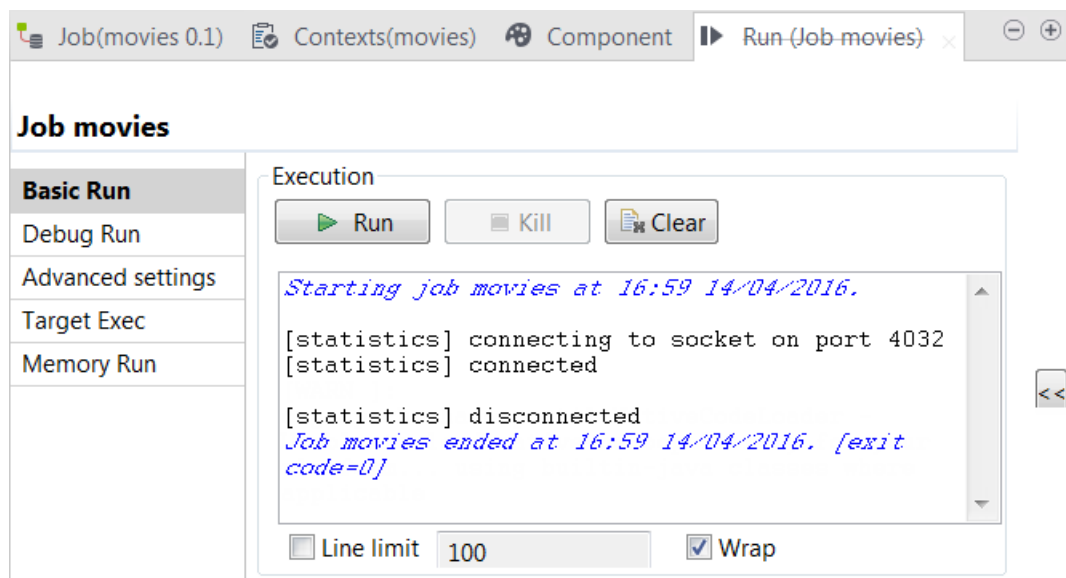 Job(movies 0.1) Contexts(movies) Component Run (Job movies)
Job movies
Basic Run
Debug Run
Advanced settings
Target Exec
Memory Run
Execution
Run Kill Clear
Starting job movies at 16:59 14/04/2016.
[statistics] connecting to socket on port 4032
[statistics] connected
[statistics] disconnected
Job movies ended at 16:59 14/04/2016. [exit
code=0]
<<
Line limit 100 Wrap